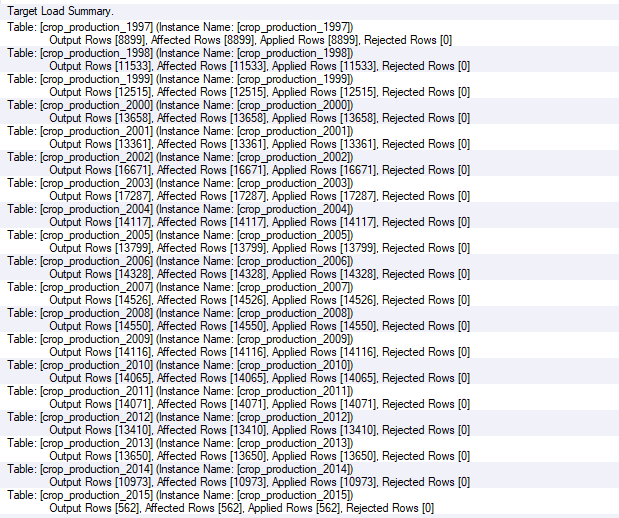 Target Load Summary.
Table: [crop_production_1997] (Instance Name: [crop_production_1997])
Output Rows [8899], Affected Rows [8899], Applied Rows [8899], Rejected Rows [0]
Table: [crop_production_1998] (Instance Name: [crop_production_1998])
Output Rows [11533], Affected Rows [11533], Applied Rows [11533], Rejected Rows [0]
Table: [crop_production_1999] (Instance Name: [crop_production_1999])
Output Rows [12515], Affected Rows [12515], Applied Rows [12515], Rejected Rows [0]
Table: [crop_production_2000] (Instance Name: [crop_production_2000])
Output Rows [13658], Affected Rows [13658], Applied Rows [13658], Rejected Rows [0]
Table: [crop_production_2001] (Instance Name: [crop_production_2001])
Output Rows [13361], Affected Rows [13361], Applied Rows [13361], Rejected Rows [0]
Table: [crop_production_2002] (Instance Name: [crop_production_2002])
Output Rows [16671], Affected Rows [16671], Applied Rows [16671], Rejected Rows [0]
Table: [crop_production_2003] (Instance Name: [crop_production_2003])
Output Rows [17287], Affected Rows [17287], Applied Rows [17287], Rejected Rows [0]
Table: [crop_production_2004] (Instance Name: [crop_production_2004])
Output Rows [14117], Affected Rows [14117], Applied Rows [14117], Rejected Rows [0]
Table: [crop_production_2005] (Instance Name: [crop_production_2005])
Output Rows [13799], Affected Rows [13799], Applied Rows [13799], Rejected Rows [0]
Table: [crop_production_2006] (Instance Name: [crop_production_2006])
Output Rows [14328], Affected Rows [14328], Applied Rows [14328], Rejected Rows [0]
Table: [crop_production_2007] (Instance Name: [crop_production_2007])
Output Rows [14526], Affected Rows [14526], Applied Rows [14526], Rejected Rows [0]
Table: [crop_production_2008] (Instance Name: [crop_production_2008])
Output Rows [14550], Affected Rows [14550], Applied Rows [14550], Rejected Rows [0]
Table: [crop_production_2009] (Instance Name: [crop_production_2009])
Output Rows [14116], Affected Rows [14116], Applied Rows [14116], Rejected Rows [0]
Table: [crop_production_2010] (Instance Name: [crop_production_2010])
Output Rows [14065], Affected Rows [14065], Applied Rows [14065], Rejected Rows [0]
Table: [crop_production_2011] (Instance Name: [crop_production_2011])
Output Rows [14071], Affected Rows [14071], Applied Rows [14071], Rejected Rows [0]
Table: [crop_production_2012] (Instance Name: [crop_production_2012])
Output Rows [13410], Affected Rows [13410], Applied Rows [13410], Rejected Rows [0]
Table: [crop_production_2013] (Instance Name: [crop_production_2013])
Output Rows [13650], Affected Rows [13650], Applied Rows [13650], Rejected Rows [0]
Table: [crop_production_2014] (Instance Name: [crop_production_2014])
Output Rows [10973], Affected Rows [10973], Applied Rows [10973], Rejected Rows [0]
Table: [crop_production_2015] (Instance Name: [crop_production_2015])
Output Rows [562], Affected Rows [562], Applied Rows [562], Rejected Rows [0]